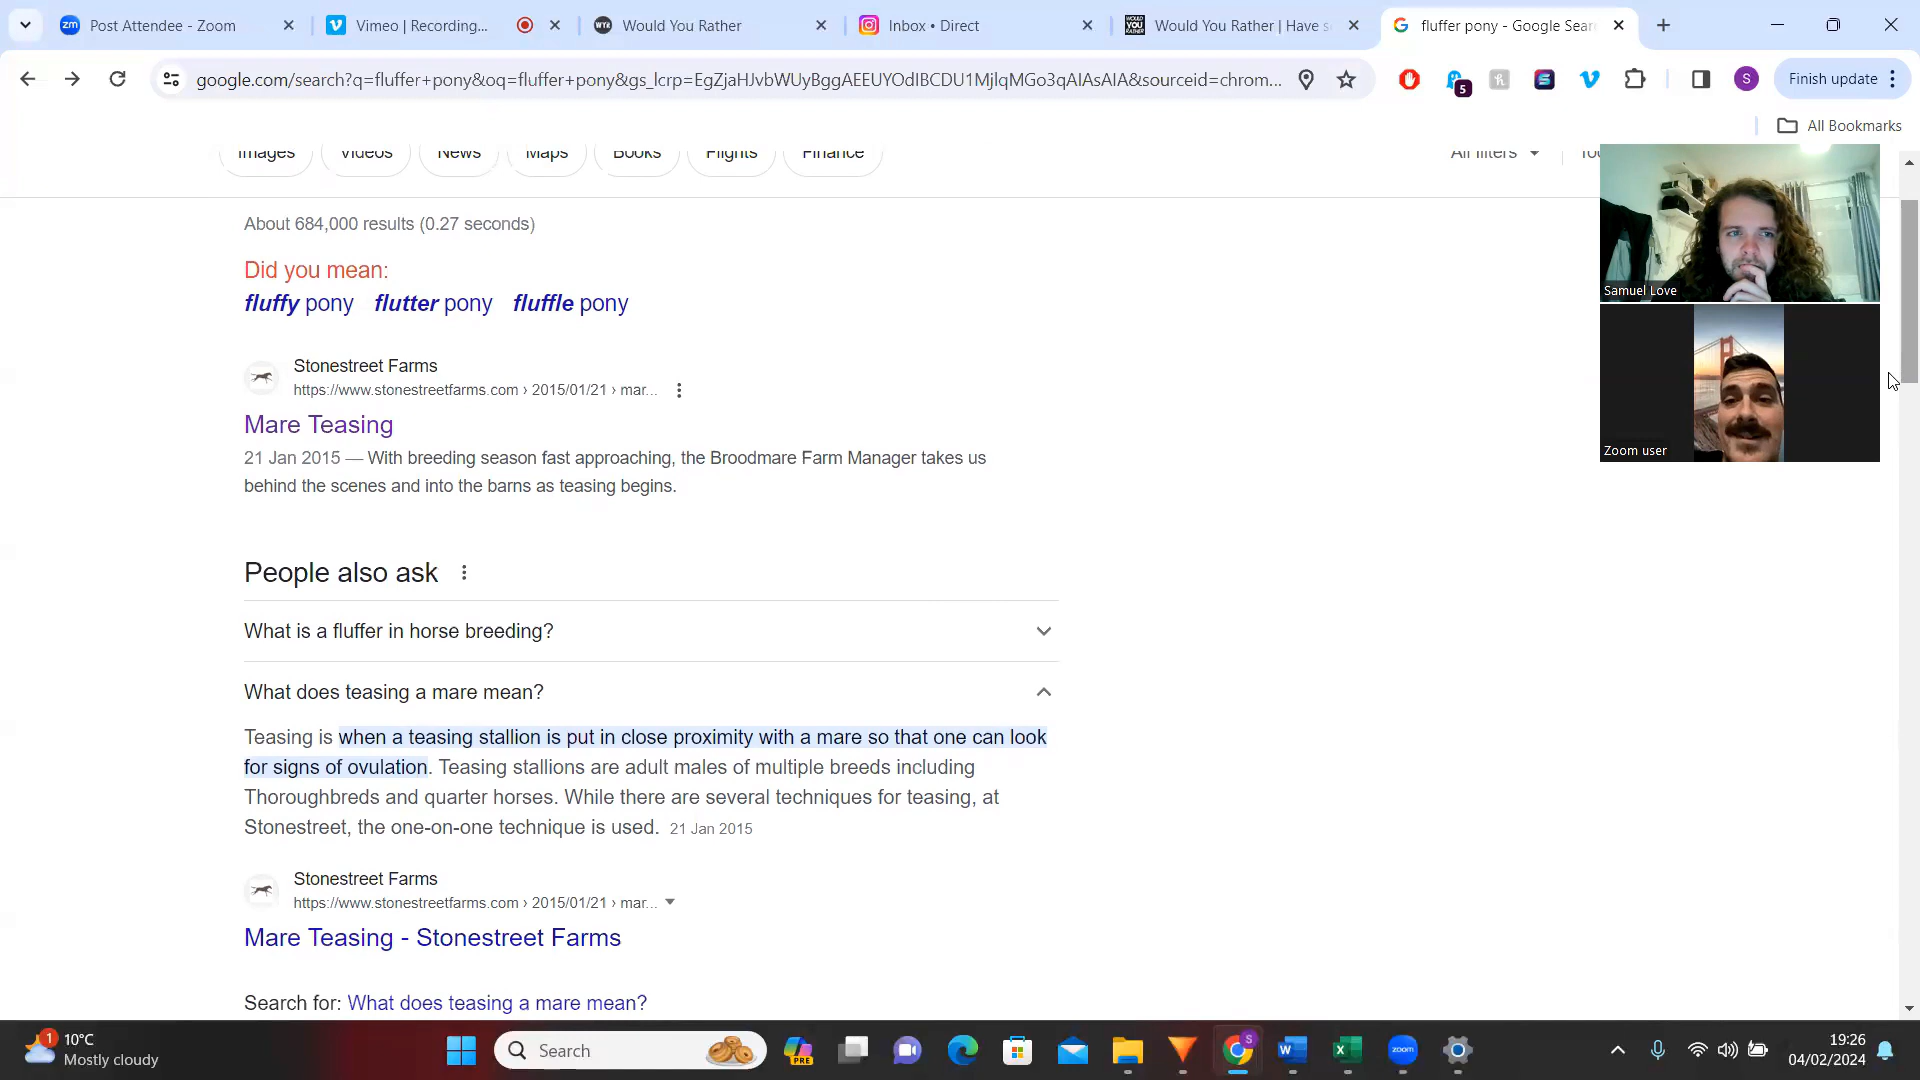 Post Attendee - Zoom
Vimeo | Recording...
Would You Rather
Inbox • Direct
Would You Rather | Have s
fluffer pony - Google Sear
google.com/search?q=fluffer+pony&oq=fluffer+pony&gs_lcrp=EgZjaHJvbWUyBggAEEUYOdIBCDU1MjlqMGo3qAIAsAIA&sourceid=chrom...
5
S
Finish update
All Bookmarks
Images
Videos
News
Maps
Books
Flights
Finance
All filters
About 684,000 results (0.27 seconds)
Did you mean:
fluffy pony flutter pony fluffle pony
Samuel Love
Zoom user
Stonestreet Farms
https://www.stonestreetfarms.com › 2015/01/21 › mar...
Mare Teasing
21 Jan 2015 — With breeding season fast approaching, the Broodmare Farm Manager takes us
behind the scenes and into the barns as teasing begins.
People also ask
What is a fluffer in horse breeding?
What does teasing a mare mean?
Teasing is when a teasing stallion is put in close proximity with a mare so that one can look
for signs of ovulation. Teasing stallions are adult males of multiple breeds including
Thoroughbreds and quarter horses. While there are several techniques for teasing, at
Stonestreet, the one-on-one technique is used. 21 Jan 2015
Stonestreet Farms
https://www.stonestreetfarms.com › 2015/01/21 › mar...
Mare Teasing - Stonestreet Farms
Search for: What does teasing a mare mean?
1
10°C
Mostly cloudy
Search
PRE
zoom
19:26
04/02/2024